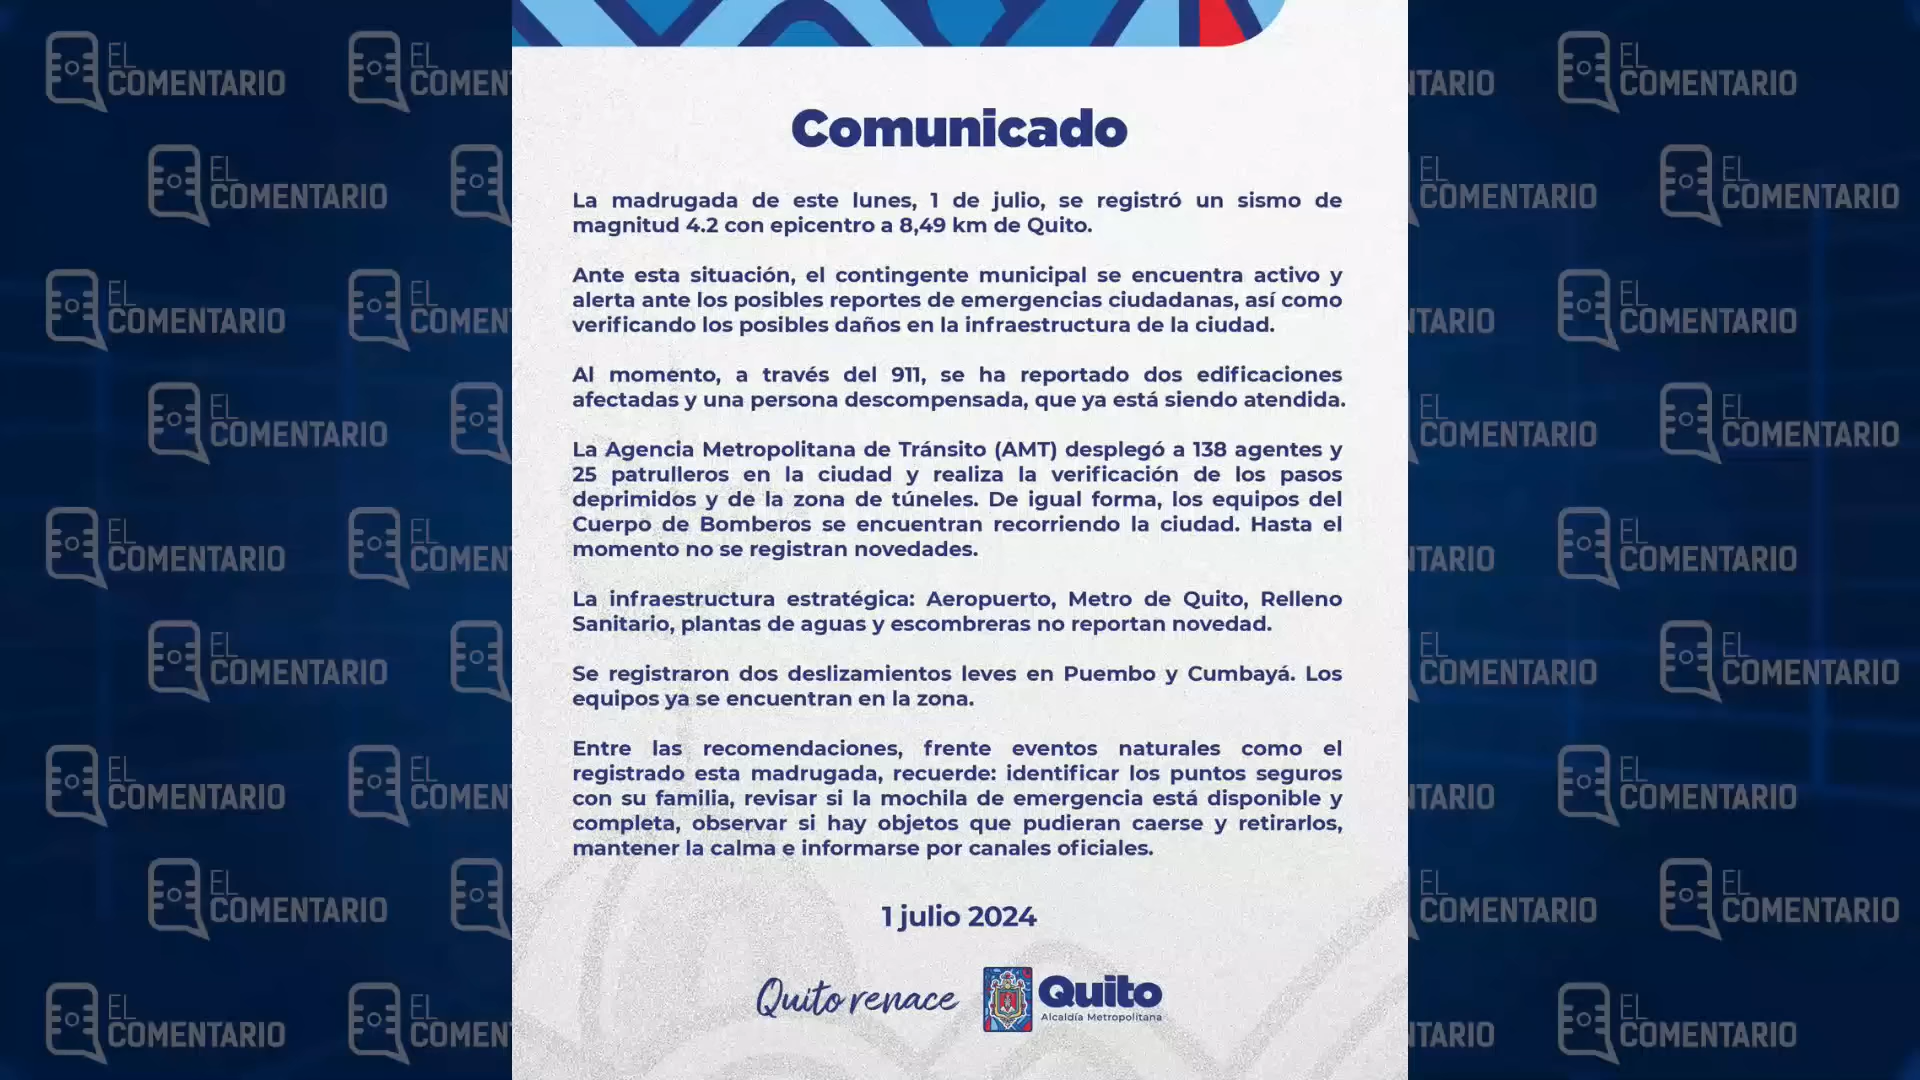 Comunicado
La madrugada de este lunes, 1 de julio, se registró un sismo de
magnitud 4.2 con epicentro a 8,49 km de Quito.
Ante esta situación, el contingente municipal se encuentra activo y
alerta ante los posibles reportes de emergencias ciudadanas, así como
verificando los posibles daños en la infraestructura de la ciudad.
Al momento, a través del 911, se ha reportado dos edificaciones
afectadas y una persona descompensada, que ya está siendo atendida.
La Agencia Metropolitana de Tránsito (AMT) desplegó a 138 agentes y
25 patrulleros en la ciudad y realiza la verificación de los pasos
deprimidos y de la zona de túneles. De igual forma, los equipos del
Cuerpo de Bomberos se encuentran recorriendo la ciudad. Hasta el
momento no se registran novedades.
La infraestructura estratégica: Aeropuerto, Metro de Quito, Relleno
Sanitario, plantas de aguas y escombreras no reportan novedad.
Se registraron dos deslizamientos leves en Puembo y Cumbayá. Los
equipos ya se encuentran en la zona.
Entre las recomendaciones, frente eventos naturales como el
registrado esta madrugada, recuerde: identificar los puntos seguros
con su familia, revisar si la mochila de emergencia está disponible y
completa, observar si hay objetos que pudieran caerse y retirarlos,
mantener la calma e informarse por canales oficiales.
1 julio 2024
Quito renace
Quito
Alcaldía Metropolitana
EL
COMENTARIO